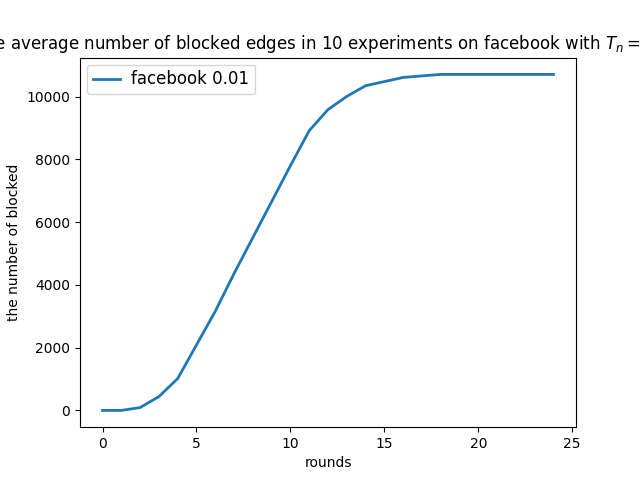 e average number of blocked edges in 10 experiments on facebook with Tₙ =
facebook 0.01
10000
8000
6000
4000
2000
0
the number of blocked
0 5 10 15 20 25
rounds